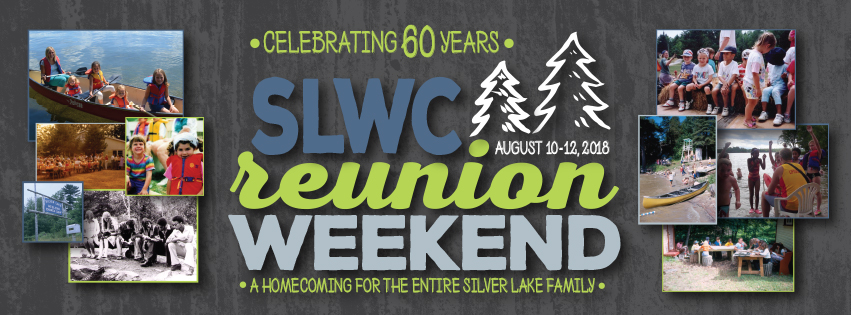 • CELEBRATING 60 YEARS •
SLWC
AUGUST 10-12, 2018
reunion
WEEKEND
• A HOMECOMING FOR THE ENTIRE SILVER LAKE FAMILY •